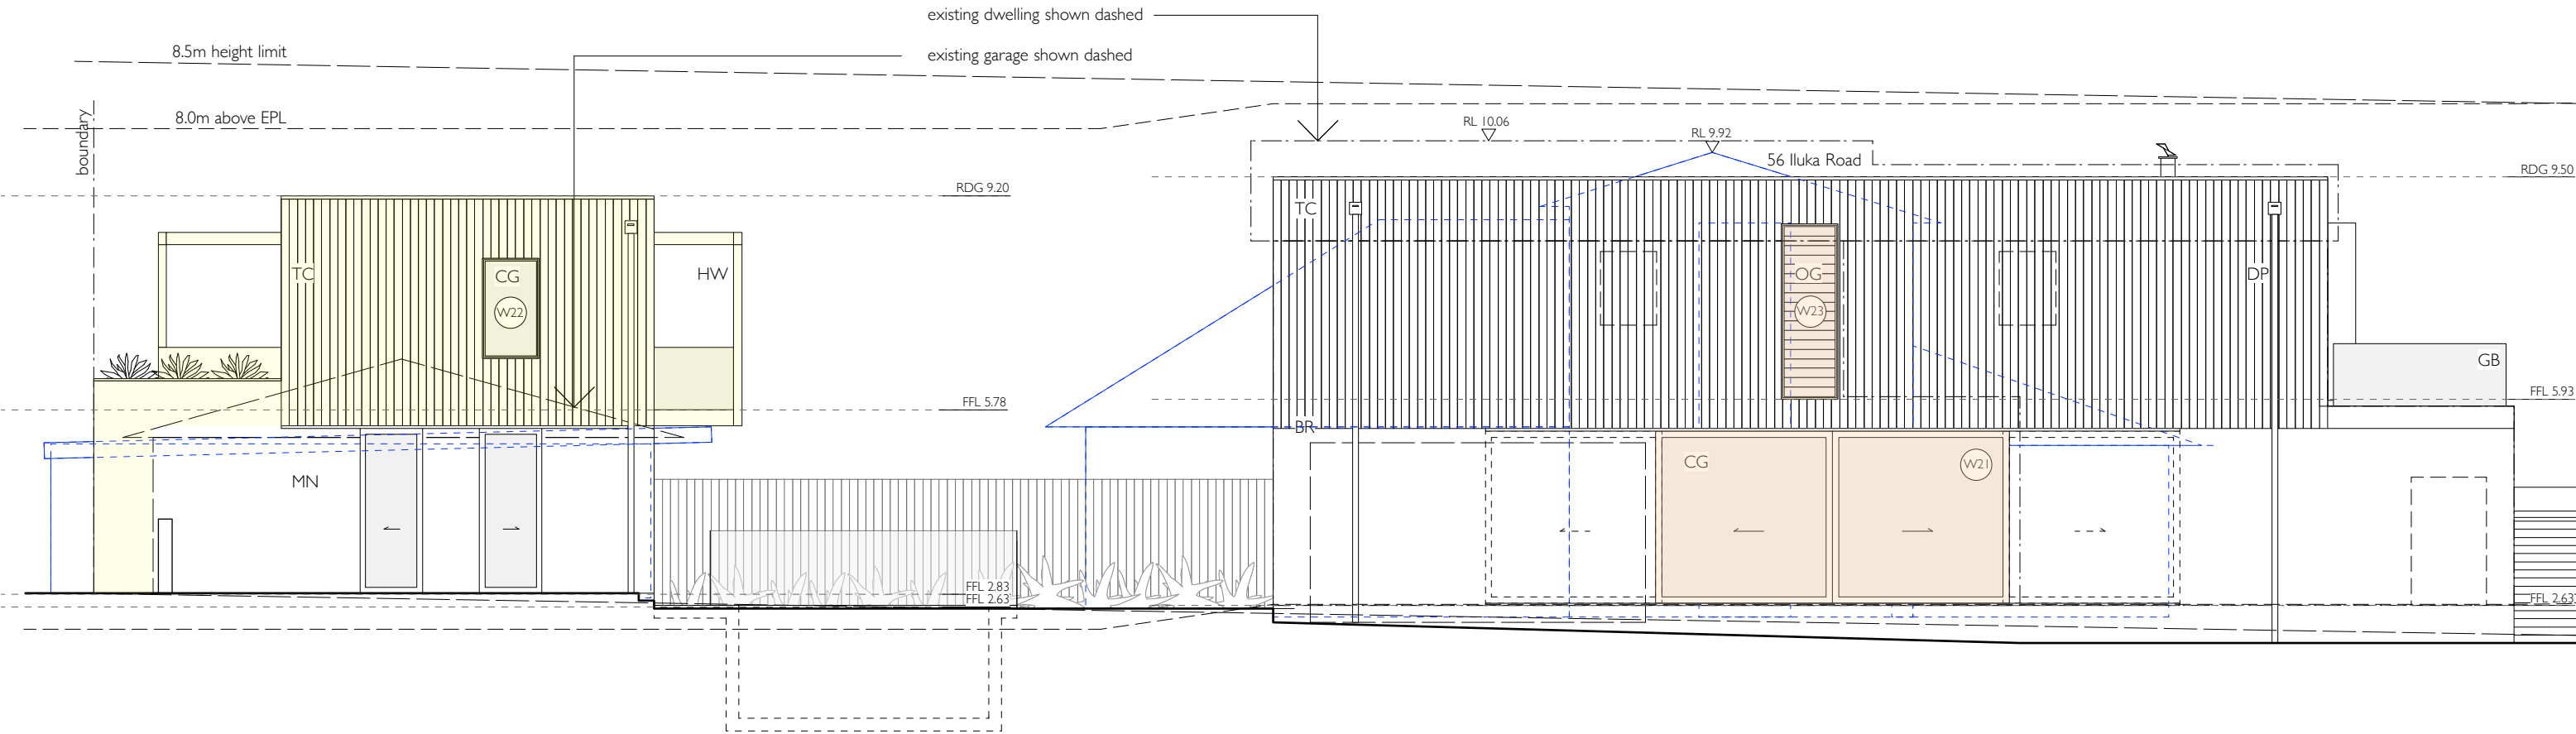 existing dwelling shown dashed
8.5m height limit
existing garage shown dashed
8.0m above EPL
boundary
RL 10.06
RL 9.92
56 Iluka Road
RDG 9.20
RDG 9.50
TC
CG
W22
HW
TC
OG
W23
DP
GB
FFL 5.78
FFL 5.93
BR
MN
CG
W21
FFL 2.83
FFL 2.63
FFL 2.63